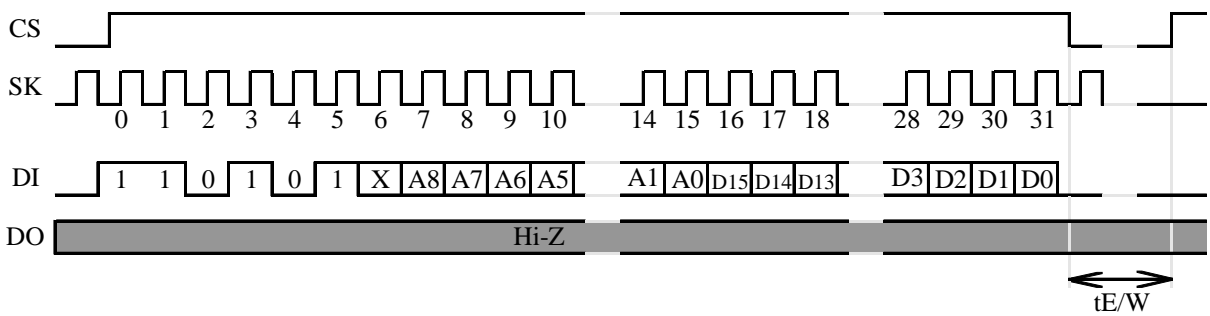 CS
SK
0 1 2 3 4 5 6 7 8 9 10 14 15 16 17 18 28 29 30 31
DI 1 1 0 1 0 1 X A8 A7 A6 A5 A1 A0 D15 D14 D13 D3 D2 D1 D0
DO Hi-Z
tE/W